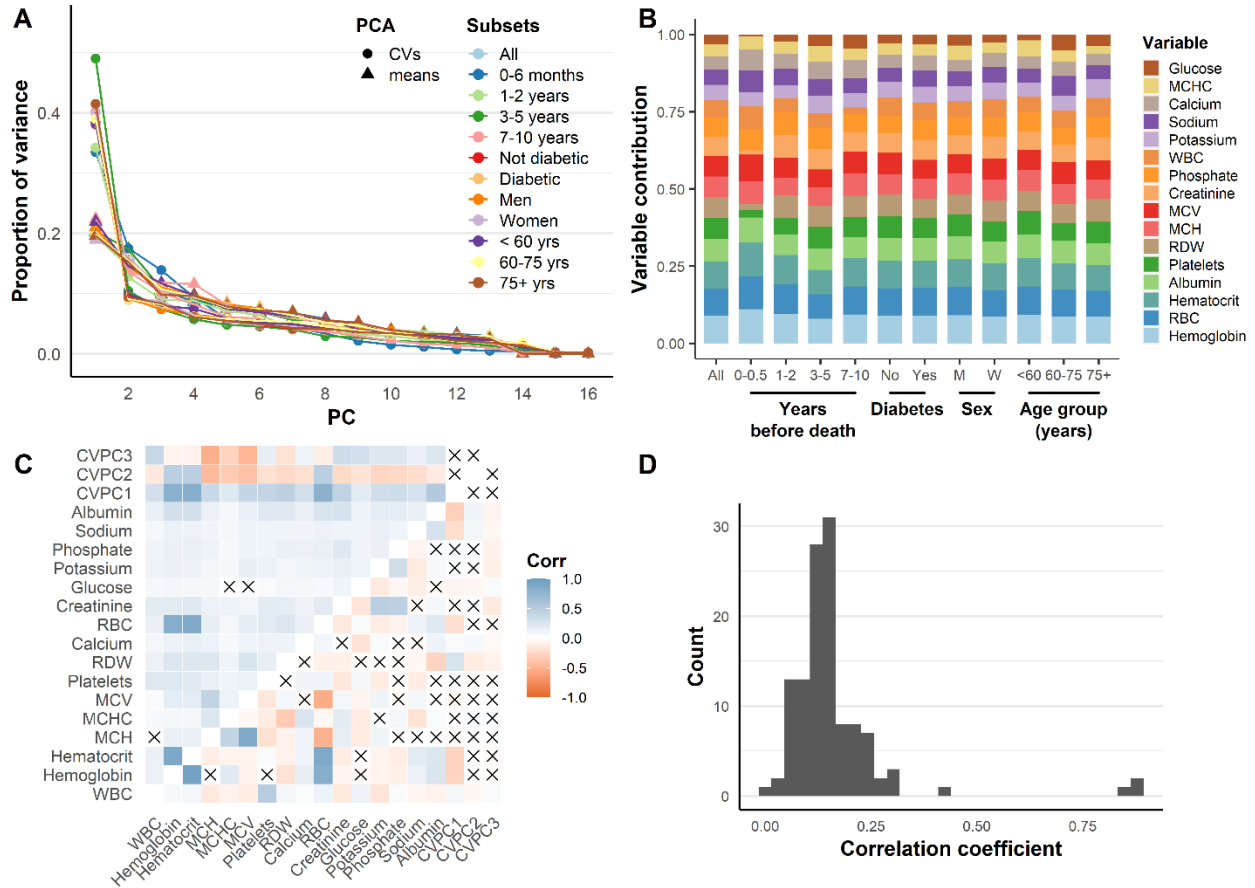 A
PCA
CVs
means
Subsets
All
0-6 months
1-2 years
3-5 years
7-10 years
Not diabetic
Diabetic
Men
Women
< 60 yrs
60-75 yrs
75+ yrs
Proportion of variance
0.4
0.2
0.0
2 4 6 8 10 12 14 16
PC
B
Variable contribution
1.00
0.75
0.50
0.25
0.00
All 0-0.5 1-2 3-5 7-10 No Yes M W <60 60-75 75+
Years
before death
Diabetes
Sex
Age group
(years)
Variable
Glucose
MCHC
Calcium
Sodium
Potassium
WBC
Phosphate
Creatinine
MCV
MCH
RDW
Platelets
Albumin
Hematocrit
RBC
Hemoglobin
C
CVPC3
CVPC2
CVPC1
Albumin
Sodium
Phosphate
Potassium
Glucose
Creatinine
RBC
Calcium
RDW
Platelets
MCV
MCHC
MCH
Hematocrit
Hemoglobin
WBC
WBC
Hemoglobin
Hematocrit
MCH
MCHC
MCV
Platelets
RDW
Calcium
RBC
Creatinine
Glucose
Potassium
Phosphate
Sodium
Albumin
CVPC1
CVPC2
CVPC3
Corr
1.0
0.5
0.0
-0.5
-1.0
D
Count
30
20
10
0
0.00 0.25 0.50 0.75
Correlation coefficient